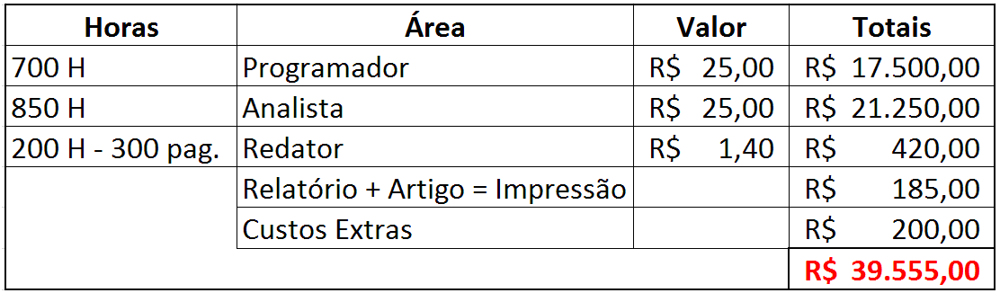 Horas Área Valor Totais
700 H Programador R$ 25,00 R$ 17.500,00
850 H Analista R$ 25,00 R$ 21.250,00
200 H - 300 pag. Redator R$ 1,40 R$ 420,00
Relatório + Artigo = Impressão R$ 185,00
Custos Extras R$ 200,00
R$ 39.555,00